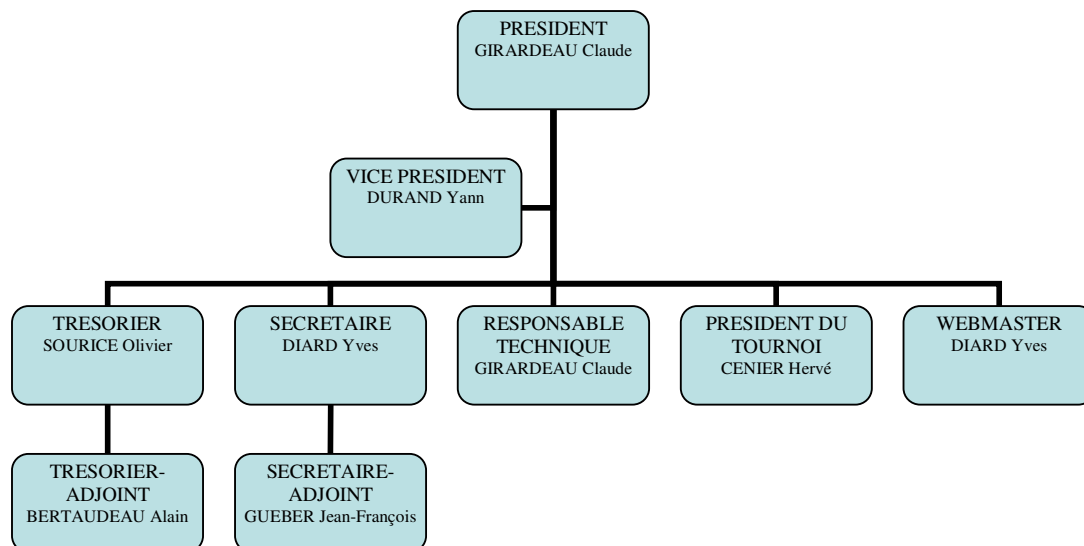 PRESIDENT
GIRARDEAU Claude
VICE PRESIDENT
DURAND Yann
TRESORIER
SOURICE Olivier
SECRETAIRE
DIARD Yves
RESPONSABLE
TECHNIQUE
GIRARDEAU Claude
PRESIDENT DU
TOURNOI
CENIER Hervé
WEBMASTER
DIARD Yves
TRESORIER-
ADJOINT
BERTAUDEAU Alain
SECRETAIRE-
ADJOINT
GUEBER Jean-François